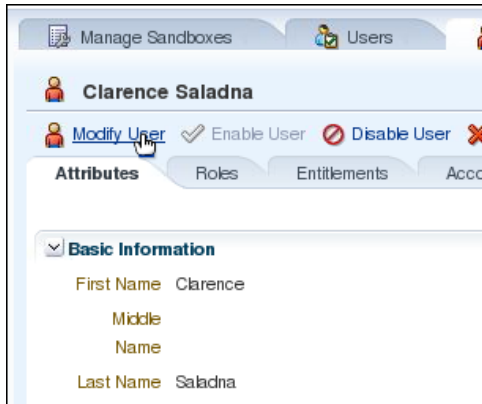 Manage Sandboxes Users
Clarence Saladna
Modify User Enable User Disable User
Attributes Roles Entitlements Acco
Basic Information
First Name Clarence
Middle
Name
Last Name Saladna